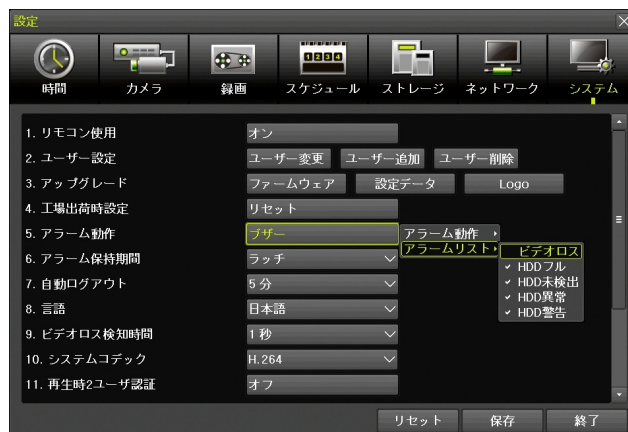 設定
時間 カメラ 録画 スケジュール ストレージ ネットワーク システム
1. リモコン使用 オン
2. ユーザー設定 ユーザー変更 ユーザー追加 ユーザー削除
3. アップグレード ファームウェア 設定データ Logo
4. 工場出荷時設定 リセット
5. アラーム動作 ブザー アラーム動作
アラームリスト ビデオロス
HDDフル
HDD未検出
HDD異常
HDD警告
6. アラーム保持期間 ラッチ
7. 自動ログアウト 5 分
8. 言語 日本語
9. ビデオロス検知時間 1 秒
10. システムコデック H.264
11. 再生時2ユーザ認証 オフ
リセット 保存 終了